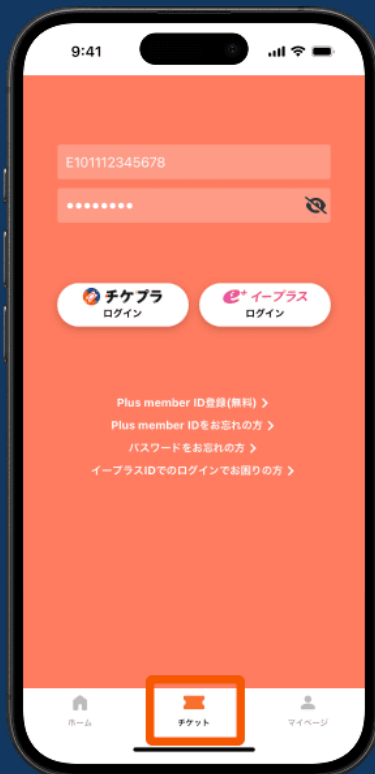 9:41
E101112345678
チケプラ
ログイン
e+ イープラス
ログイン
Plus member ID登録(無料)
Plus member IDをお忘れの方
パスワードをお忘れの方
イープラスIDでのログインでお困りの方
ホーム
チケット
マイページ